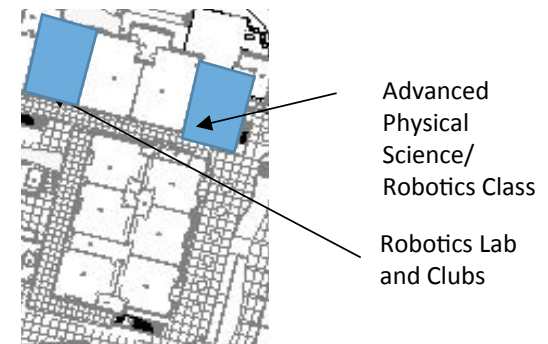 Advanced
Physical
Science/
Robotics Class
Robotics Lab
and Clubs